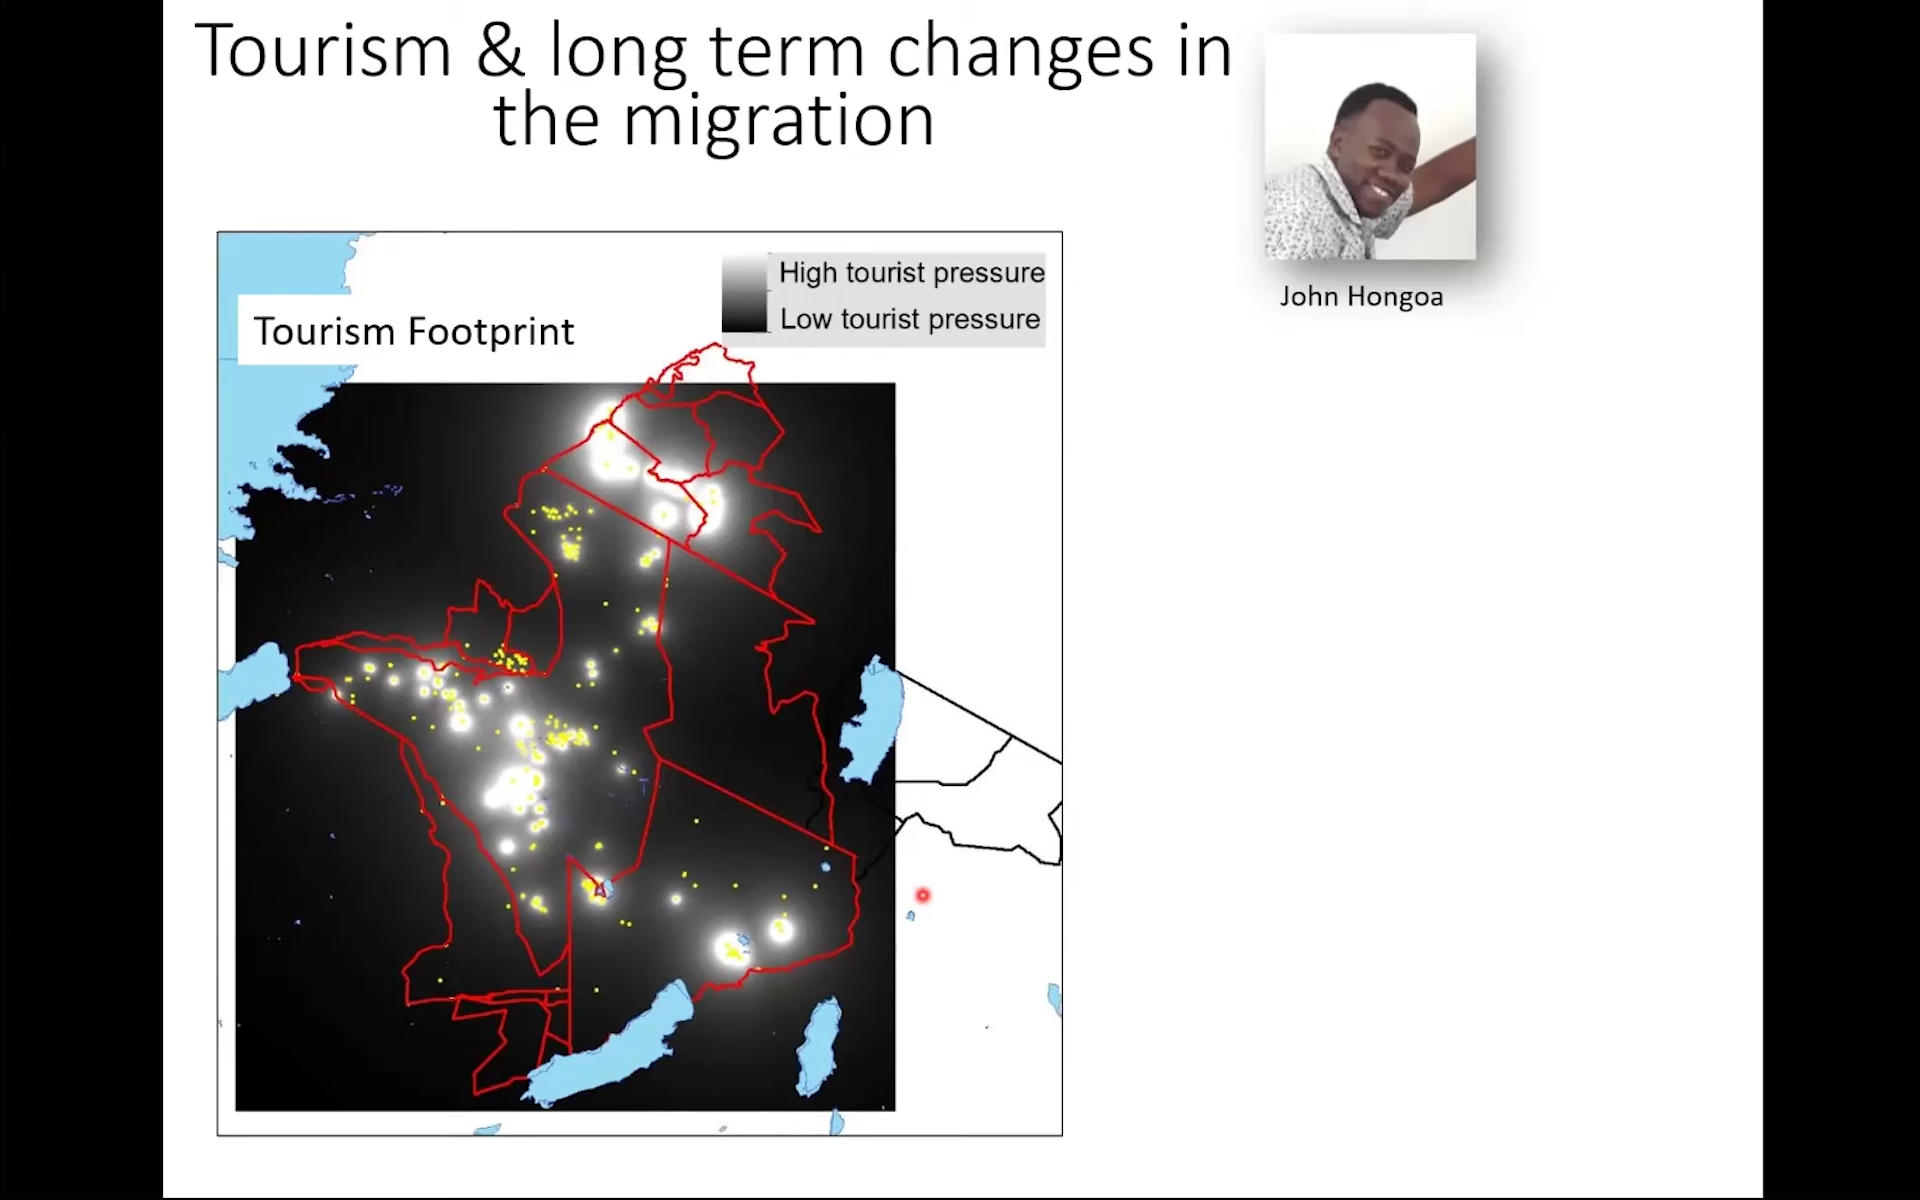 Tourism & long term changes in
the migration
High tourist pressure
Low tourist pressure
Tourism Footprint
John Hongoa